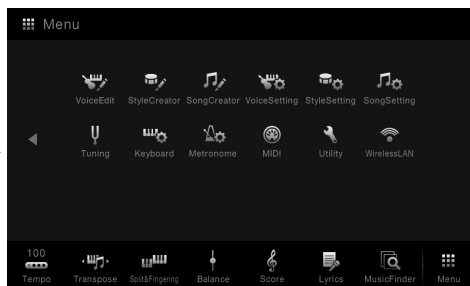 Menu
VoiceEdit StyleCreator SongCreator VoiceSetting StyleSetting SongSetting
Tuning Keyboard Metronome MIDI Utility WirelessLAN
100
Tempo Transpose Split&Fingering Balance Score Lyrics MusicFinder Menu